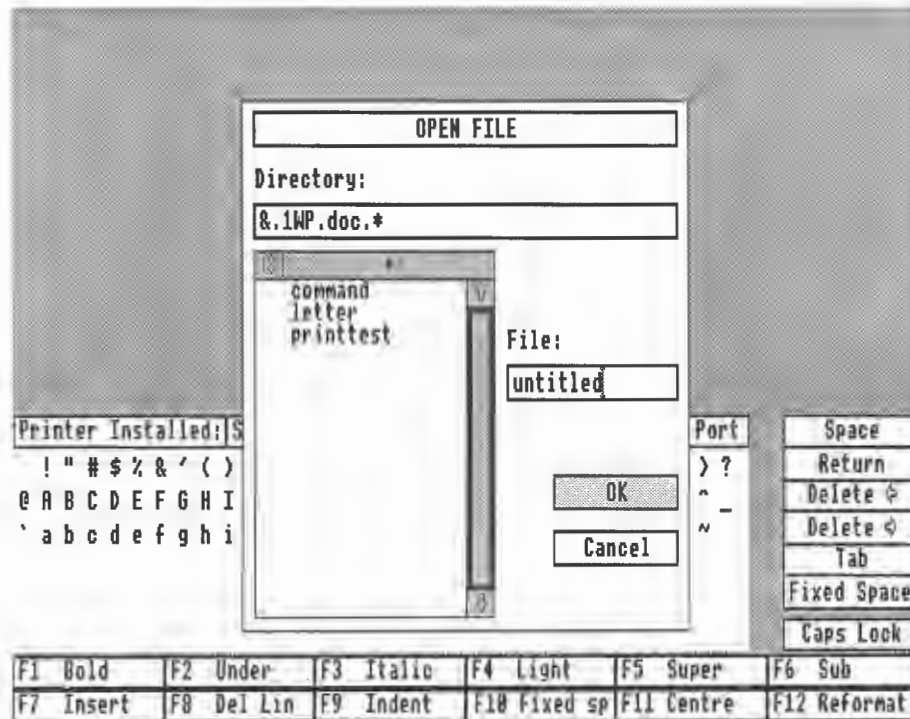 OPEN FILE
Directory:
&.1WP.doc.*
command
letter
printtest
File:
untitled
OK
Cancel
Printer Installed: S
Port
! " # $ % & ' ( )
> ?
@ A B C D E F G H I
^ _
` a b c d e f g h i
~
Space
Return
Delete ⇦
Delete ⇦
Tab
Fixed Space
Caps Lock
F1 Bold F2 Under F3 Italic F4 Light F5 Super F6 Sub
F7 Insert F8 Del Lin F9 Indent F10 Fixed sp F11 Centre F12 Reformat